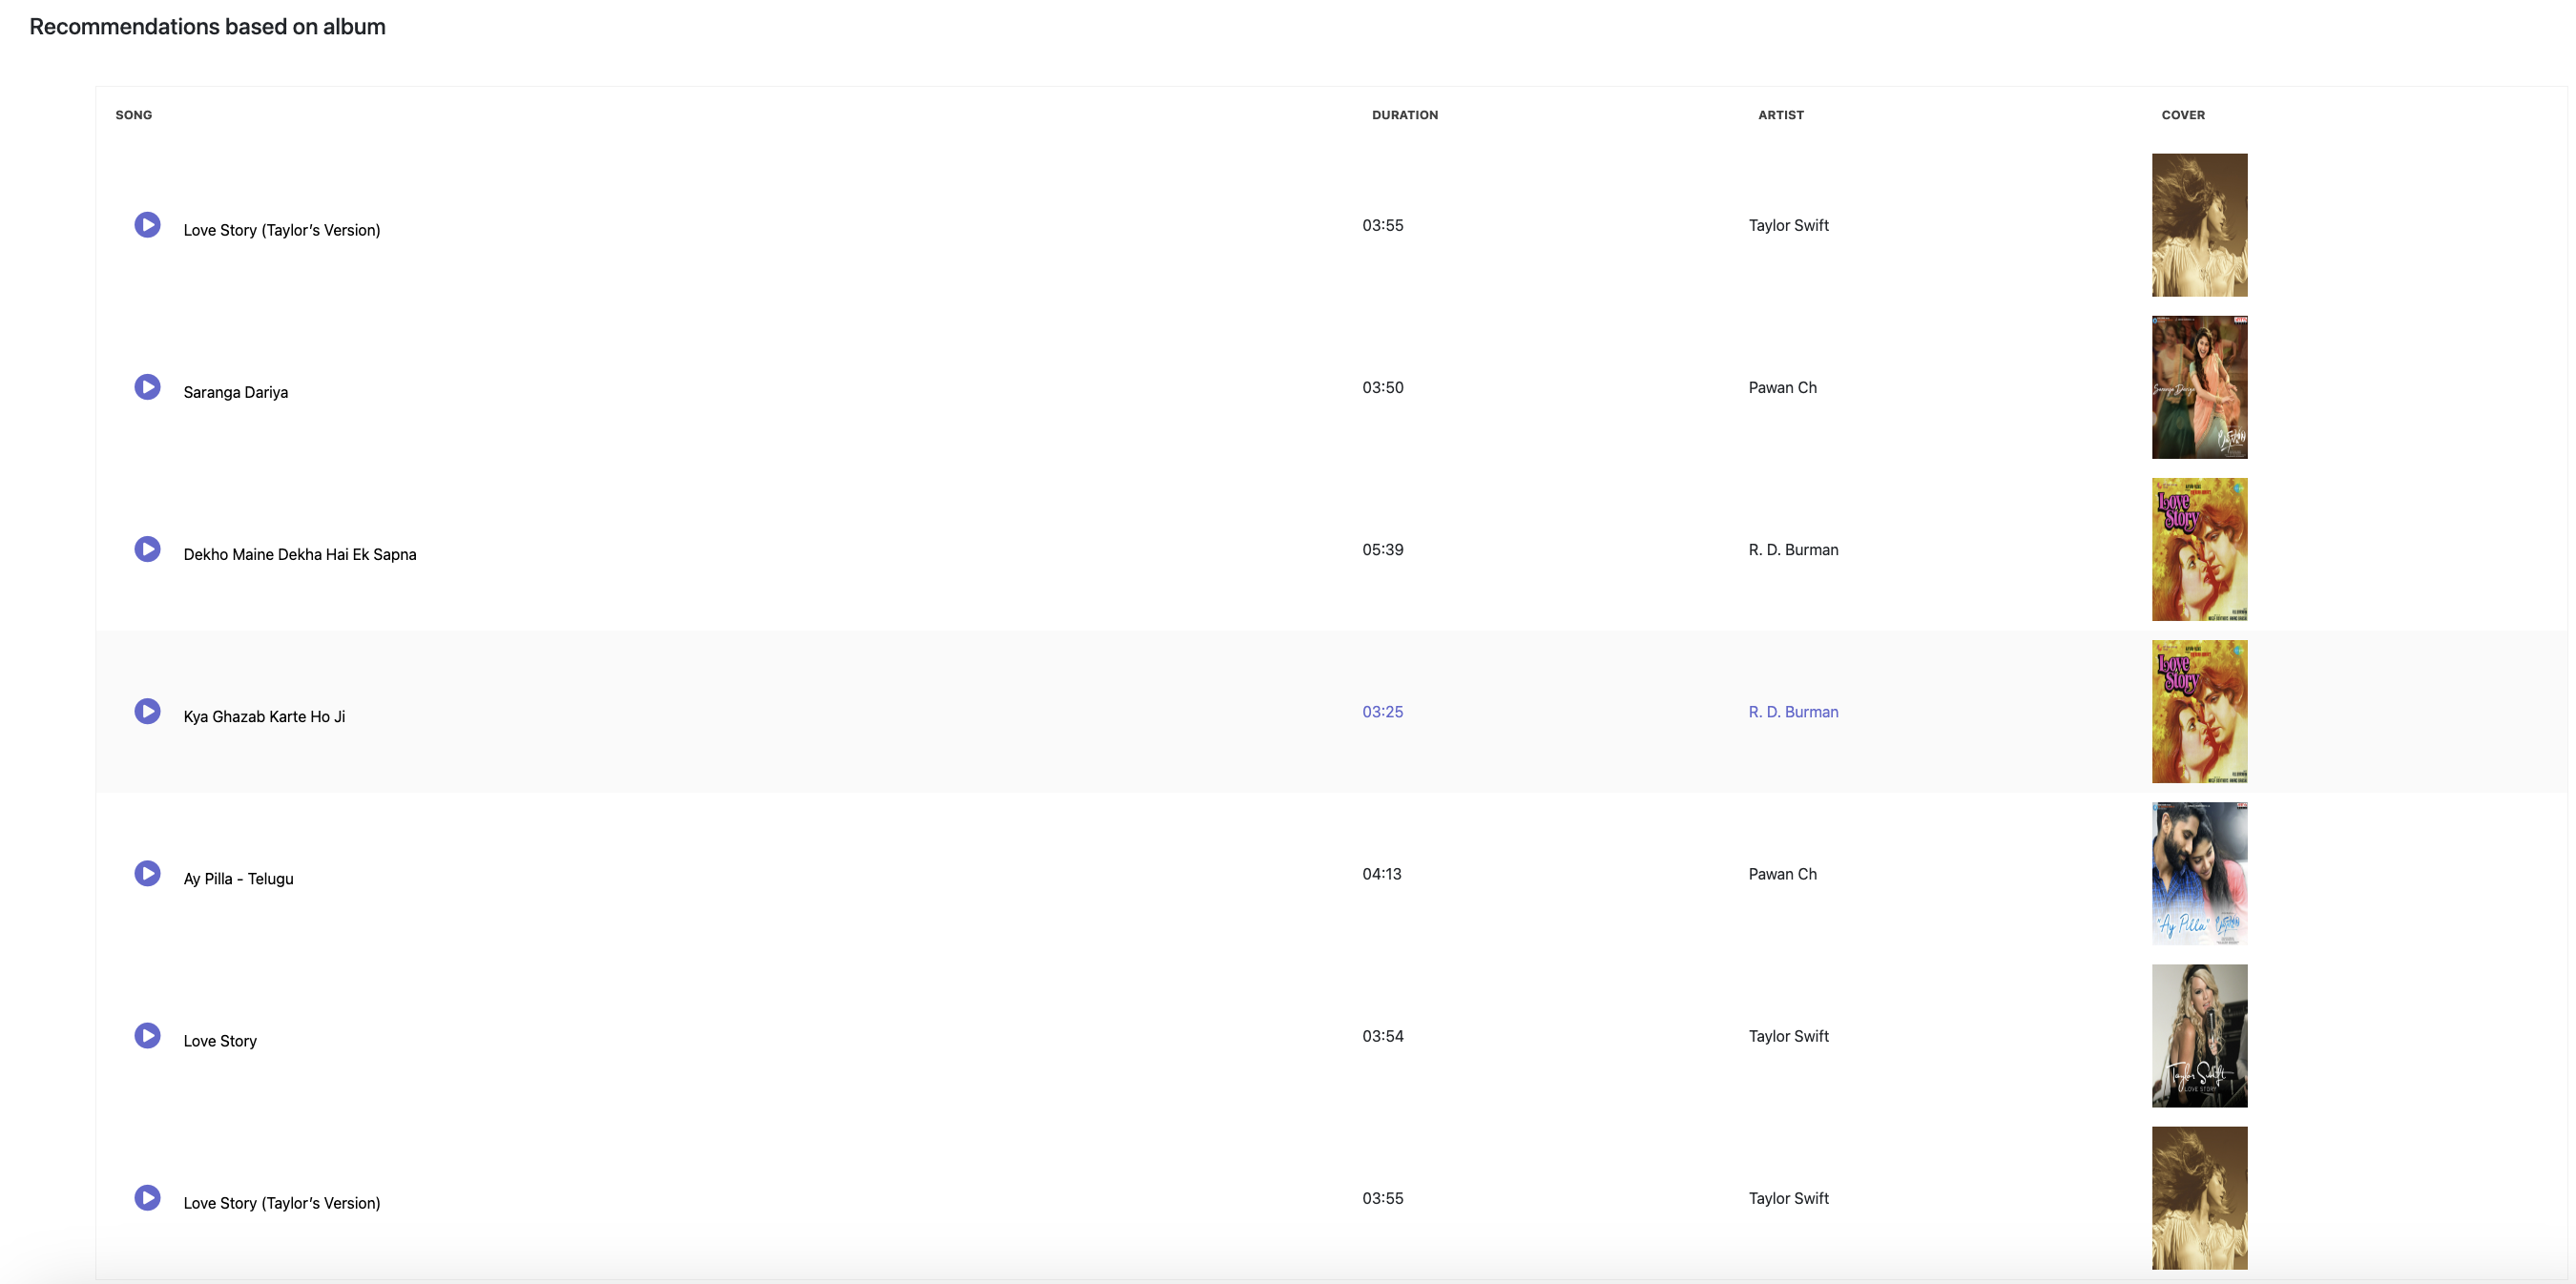 Recommendations based on album
SONG DURATION ARTIST COVER
Love Story (Taylor's Version) 03:55 Taylor Swift
Saranga Dariya 03:50 Pawan Ch
Saranga Dariya
Dekho Maine Dekha Hai Ek Sapna 05:39 R. D. Burman
Love
Story
Kya Ghazab Karte Ho Ji 03:25 R. D. Burman
Love
Story
Ay Pilla - Telugu 04:13 Pawan Ch
"Ay Pilla"
Love Story 03:54 Taylor Swift
Taylor Swift
LOVE STORY
Love Story (Taylor's Version) 03:55 Taylor Swift